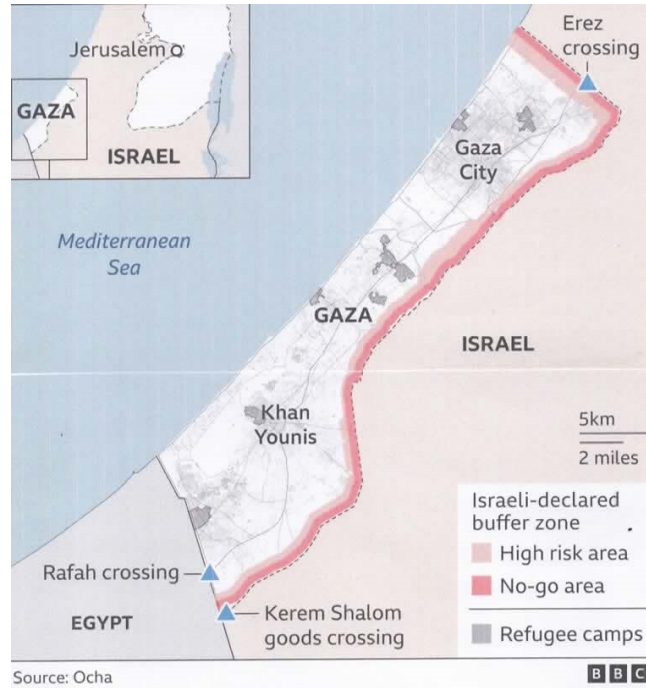 Jerusalem
GAZA
ISRAEL
Erez
crossing
Gaza
City
Mediterranean
Sea
GAZA
ISRAEL
Khan
Younis
5km
2 miles
Israeli-declared
buffer zone
High risk area
No-go area
Refugee camps
Rafah crossing
Kerem Shalom
goods crossing
EGYPT
Source: Ocha
BBC